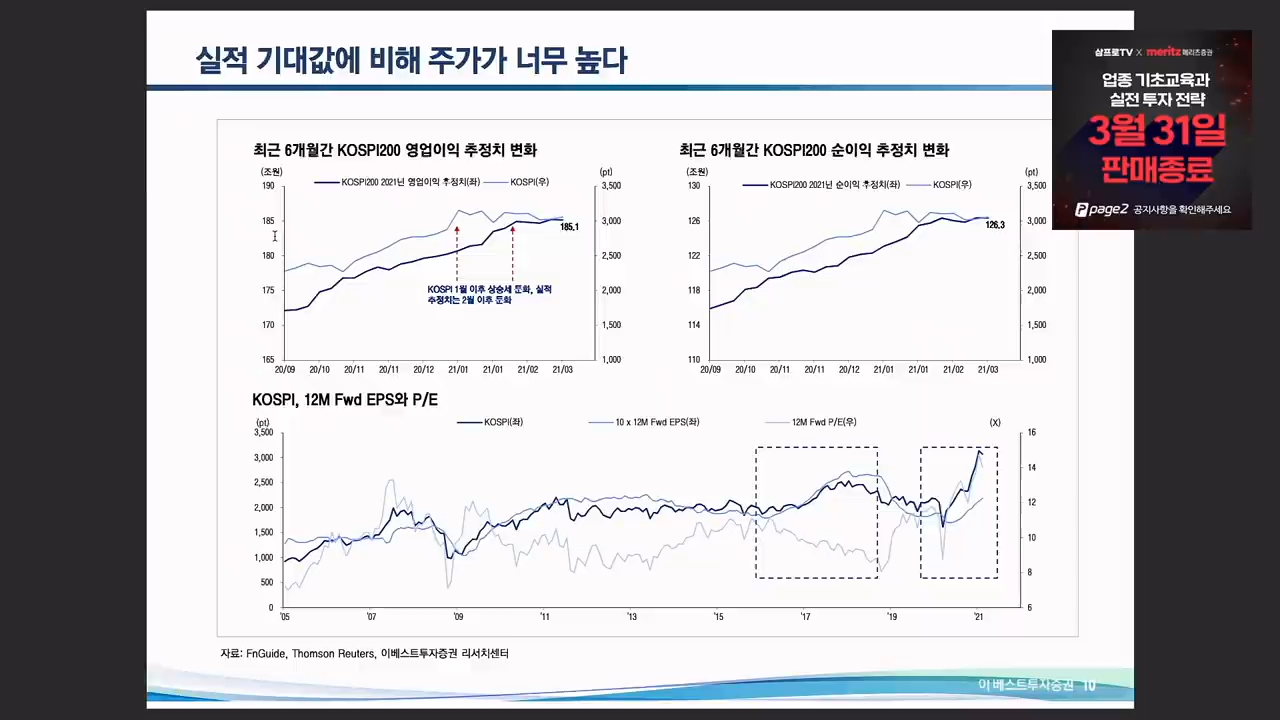 실적 기대값에 비해 주가가 너무 높다
삼프로TV X meritz 메리츠증권
업종 기초교육과
실전 투자 전략
3월 31일
판매종료
page2 공지사항을 확인해주세요
최근 6개월간 KOSPI200 영업이익 추정치 변화
(조원)
(pt)
KOSPI200 2021년 영업이익 추정치(좌)
KOSPI(우)
190
185
180
175
170
165
3,500
3,000
2,500
2,000
1,500
1,000
185.1
KOSPI 1월 이후 상승세 둔화, 실적
추정치는 2월 이후 둔화
20/09 20/10 20/11 20/11 20/12 21/01 21/01 21/02 21/03
최근 6개월간 KOSPI200 순이익 추정치 변화
(조원)
(pt)
KOSPI200 2021년 순이익 추정치(좌)
KOSPI(우)
130
126
122
118
114
110
3,500
3,000
2,500
2,000
1,500
1,000
126.3
20/09 20/10 20/11 20/11 20/12 21/01 21/01 21/02 21/03
KOSPI, 12M Fwd EPS와 P/E
(pt)
(X)
KOSPI(좌)
10 x 12M Fwd EPS(좌)
12M Fwd P/E(우)
3,500
3,000
2,500
2,000
1,500
1,000
500
0
16
14
12
10
8
6
'05 '07 '09 '11 '13 '15 '17 '19 '21
자료: FnGuide, Thomson Reuters, 이베스트투자증권 리서치센터
이베스트투자증권 10